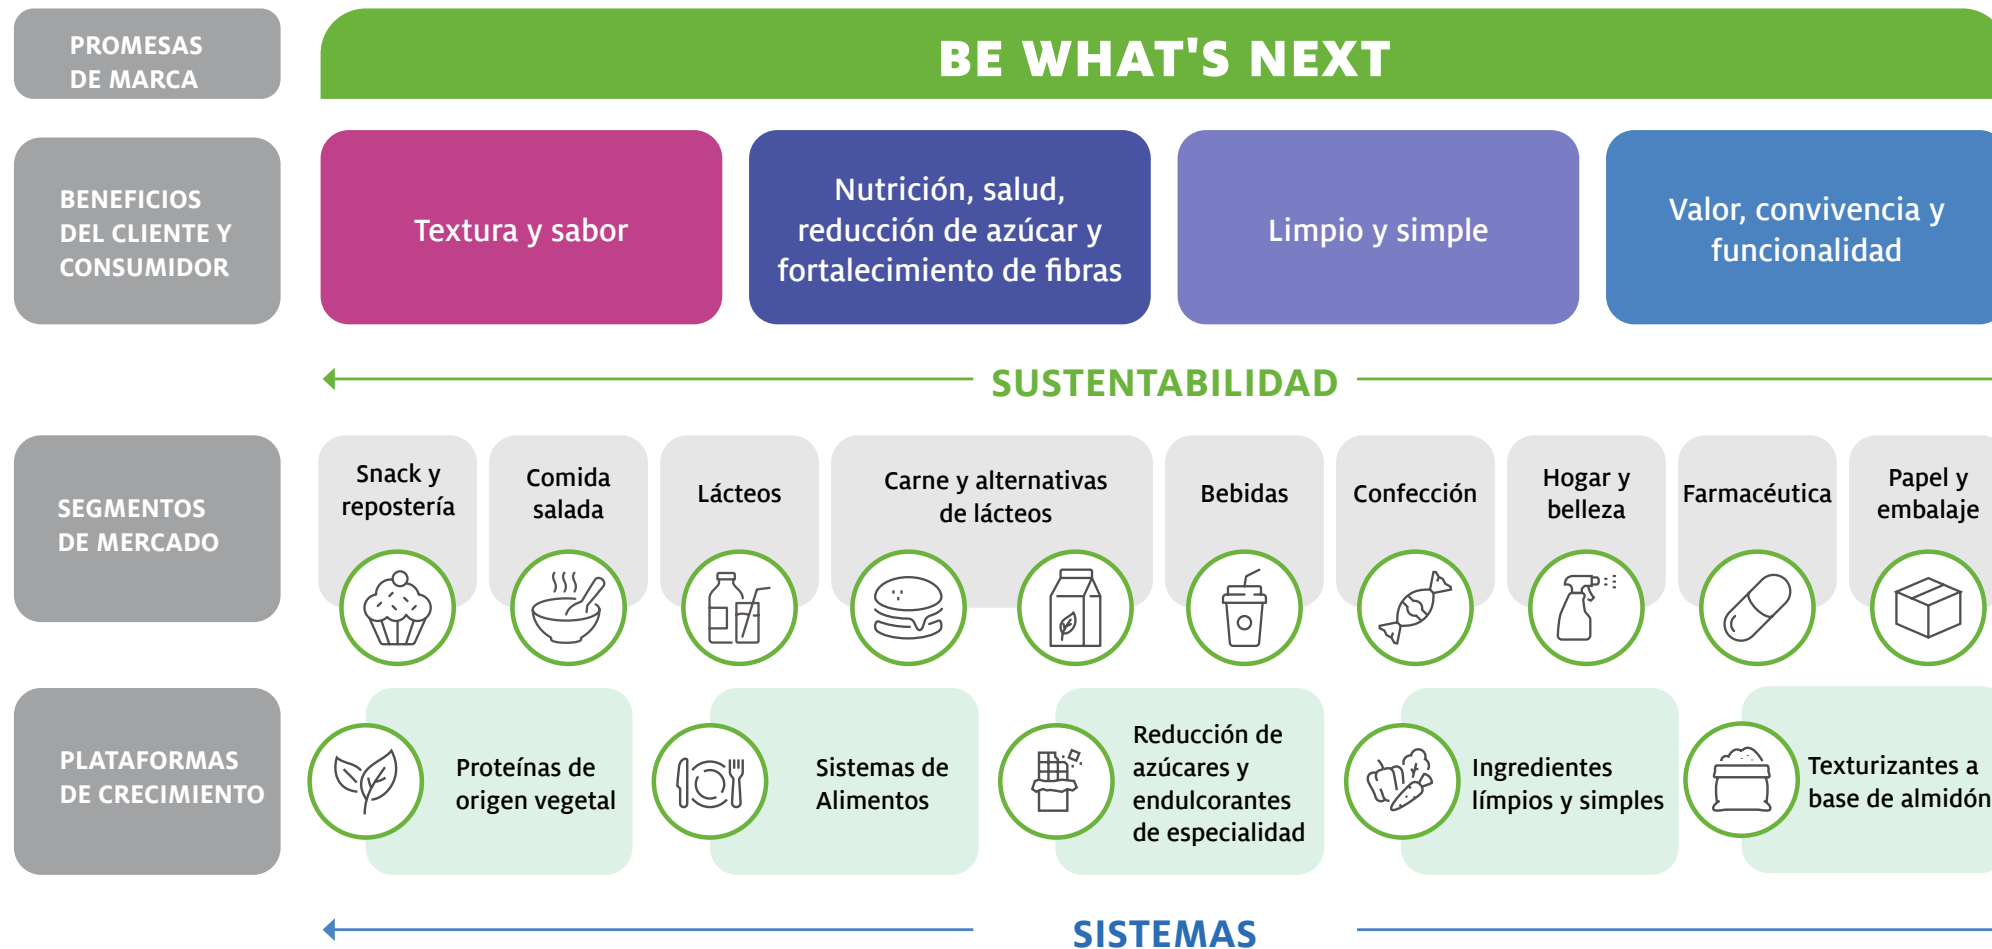 PROMESAS
DE MARCA
BE WHAT'S NEXT
BENEFICIOS
DEL CLIENTE Y
CONSUMIDOR
Textura y sabor
Nutrición, salud,
reducción de azúcar y
fortalecimiento de fibras
Limpio y simple
Valor, convivencia y
funcionalidad
SUSTENTABILIDAD
SEGMENTOS
DE MERCADO
Snack y
repostería
Comida
salada
Lácteos
Carne y alternativas
de lácteos
Bebidas
Confección
Hogar y
belleza
Farmacéutica
Papel y
embalaje
PLATAFORMAS
DE CRECIMIENTO
Proteínas de
origen vegetal
Sistemas de
Alimentos
Reducción de
azúcares y
endulcorantes
de especialidad
Ingredientes
límpios y simples
Texturizantes a
base de almidón
SISTEMAS